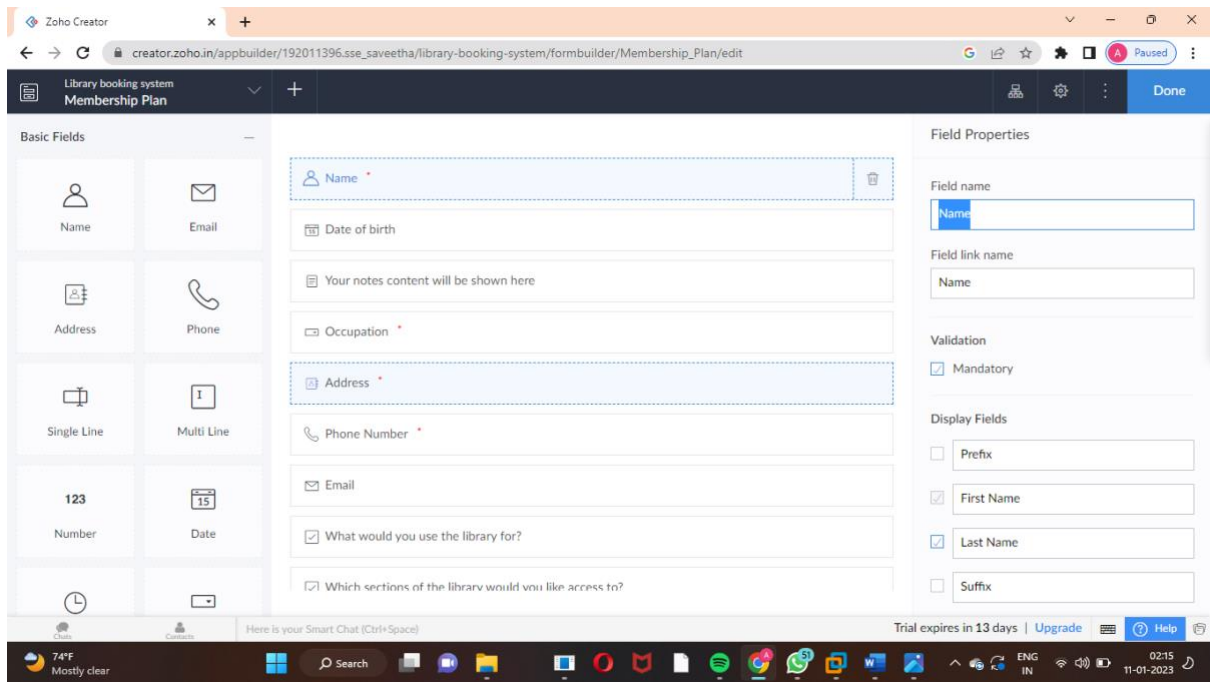 Zoho Creator
creator.zoho.in/appbuilder/192011396.sse_saveetha/library-booking-system/formbuilder/Membership_Plan/edit
G
A Paused
Library booking system
Membership Plan
Done
Basic Fields
Name Email
Address Phone
Single Line Multi Line
123 15
Number Date
Name *
Date of birth
Your notes content will be shown here
Occupation *
Address *
Phone Number *
Email
What would you use the library for?
Which sections of the library would you like access to?
Field Properties
Field name
Name
Field link name
Name
Validation
Mandatory
Display Fields
Prefix
First Name
Last Name
Suffix
Chats Contacts Here is your Smart Chat (Ctrl+Space) Trial expires in 13 days | Upgrade Help
74°F
Mostly clear
Search
51
ENG
IN
02:15
11-01-2023